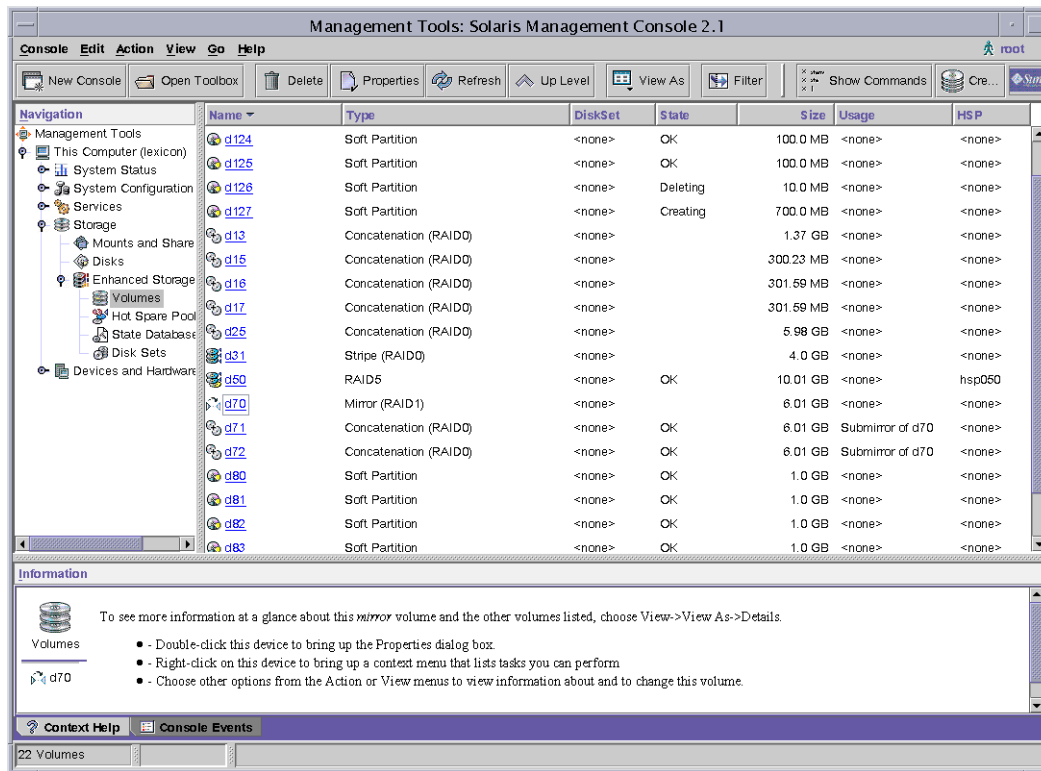 Management Tools: Solaris Management Console 2.1
Console Edit Action View Go Help root
New Console Open Toolbox Delete Properties Refresh Up Level View As Filter Show Commands Cre... Sun
Navigation
Management Tools
This Computer (lexicon)
System Status
System Configuration
Services
Storage
Mounts and Share
Disks
Enhanced Storage
Volumes
Hot Spare Pool
State Database
Disk Sets
Devices and Hardware
Name Type DiskSet State Size Usage HSP
d124 Soft Partition <none> OK 100.0 MB <none> <none>
d125 Soft Partition <none> OK 100.0 MB <none> <none>
d126 Soft Partition <none> Deleting 10.0 MB <none> <none>
d127 Soft Partition <none> Creating 700.0 MB <none> <none>
d13 Concatenation (RAID0) <none> 1.37 GB <none> <none>
d15 Concatenation (RAID0) <none> 300.23 MB <none> <none>
d16 Concatenation (RAID0) <none> 301.59 MB <none> <none>
d17 Concatenation (RAID0) <none> 301.59 MB <none> <none>
d25 Concatenation (RAID0) <none> 5.98 GB <none> <none>
d31 Stripe (RAID0) <none> 4.0 GB <none> <none>
d50 RAID5 <none> OK 10.01 GB <none> hsp050
d70 Mirror (RAID1) <none> 6.01 GB <none> <none>
d71 Concatenation (RAID0) <none> OK 6.01 GB Submirror of d70 <none>
d72 Concatenation (RAID0) <none> OK 6.01 GB Submirror of d70 <none>
d80 Soft Partition <none> OK 1.0 GB <none> <none>
d81 Soft Partition <none> OK 1.0 GB <none> <none>
d82 Soft Partition <none> OK 1.0 GB <none> <none>
d83 Soft Partition <none> OK 1.0 GB <none> <none>
Information
Volumes
d70
To see more information at a glance about this mirror volume and the other volumes listed, choose View->View As->Details.
● - Double-click this device to bring up the Properties dialog box.
● - Right-click on this device to bring up a context menu that lists tasks you can perform
● - Choose other options from the Action or View menus to view information about and to change this volume.
Context Help Console Events
22 Volumes